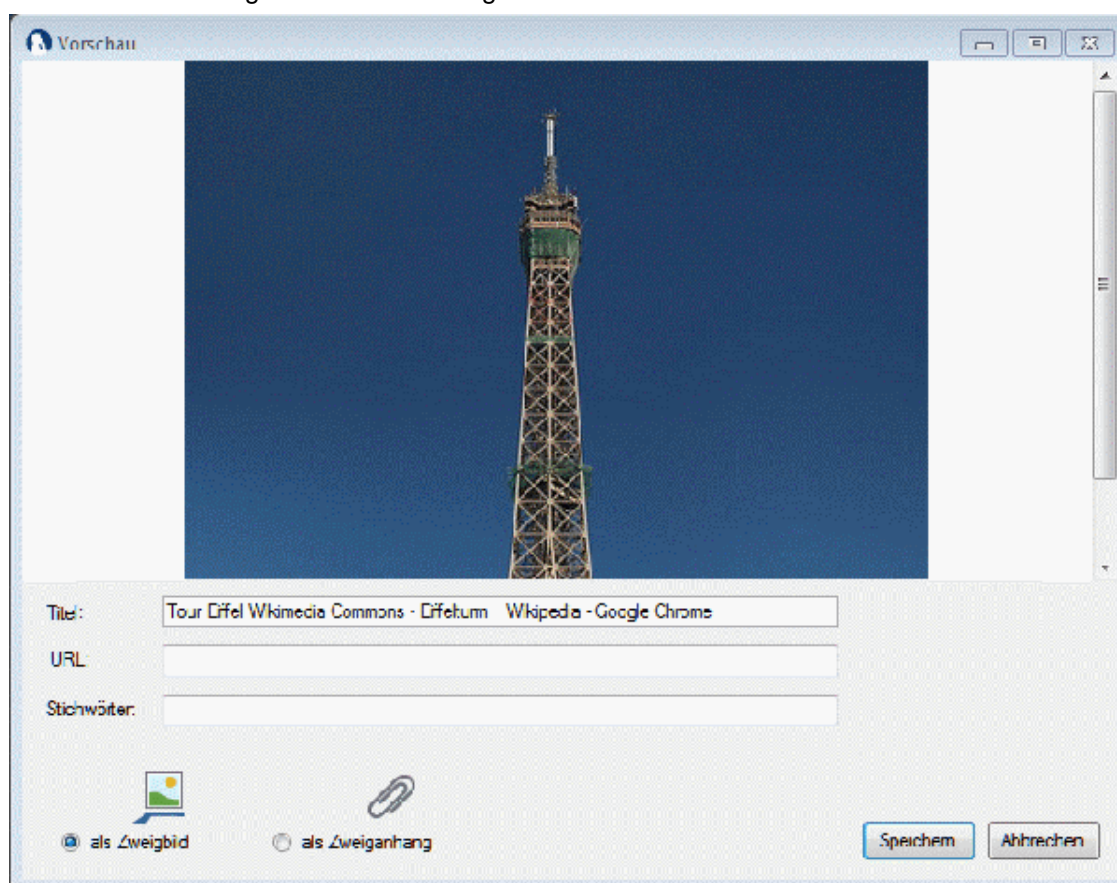 Vorschau
Titel:
Tour Eiffel Wikimedia Commons - Eiffelturm Wikipedia - Google Chrome
URL:
Stichwörter:
als Zweigbild
als Zweiganhang
Speichern
Abbrechen